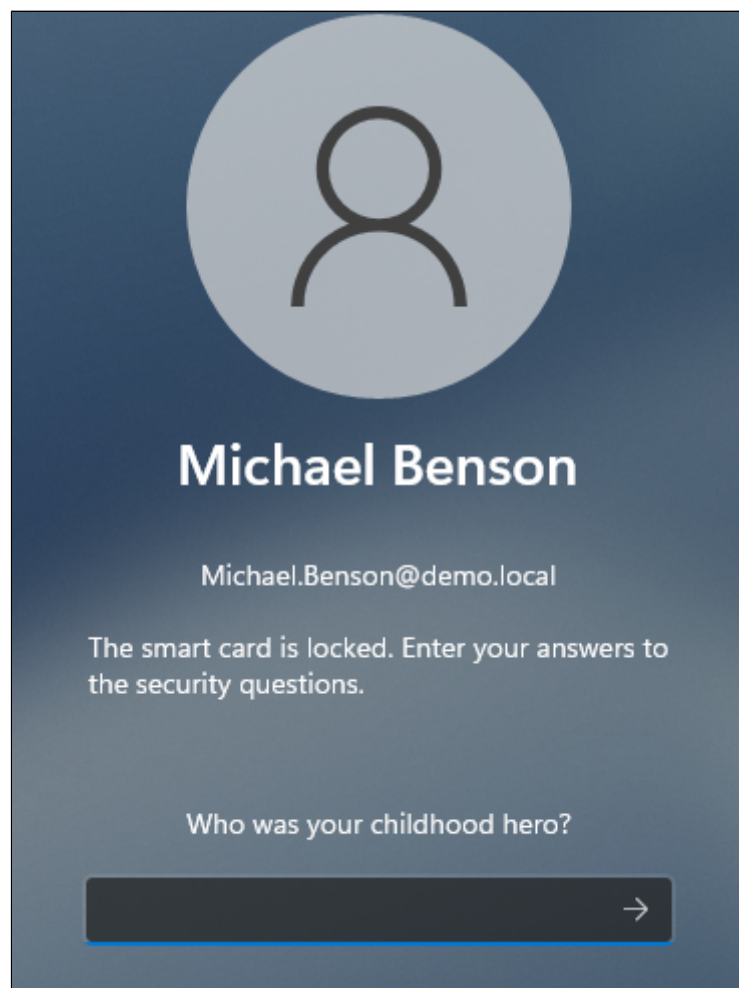 Michael Benson
Michael.Benson@demo.local
The smart card is locked. Enter your answers to
the security questions.
Who was your childhood hero?